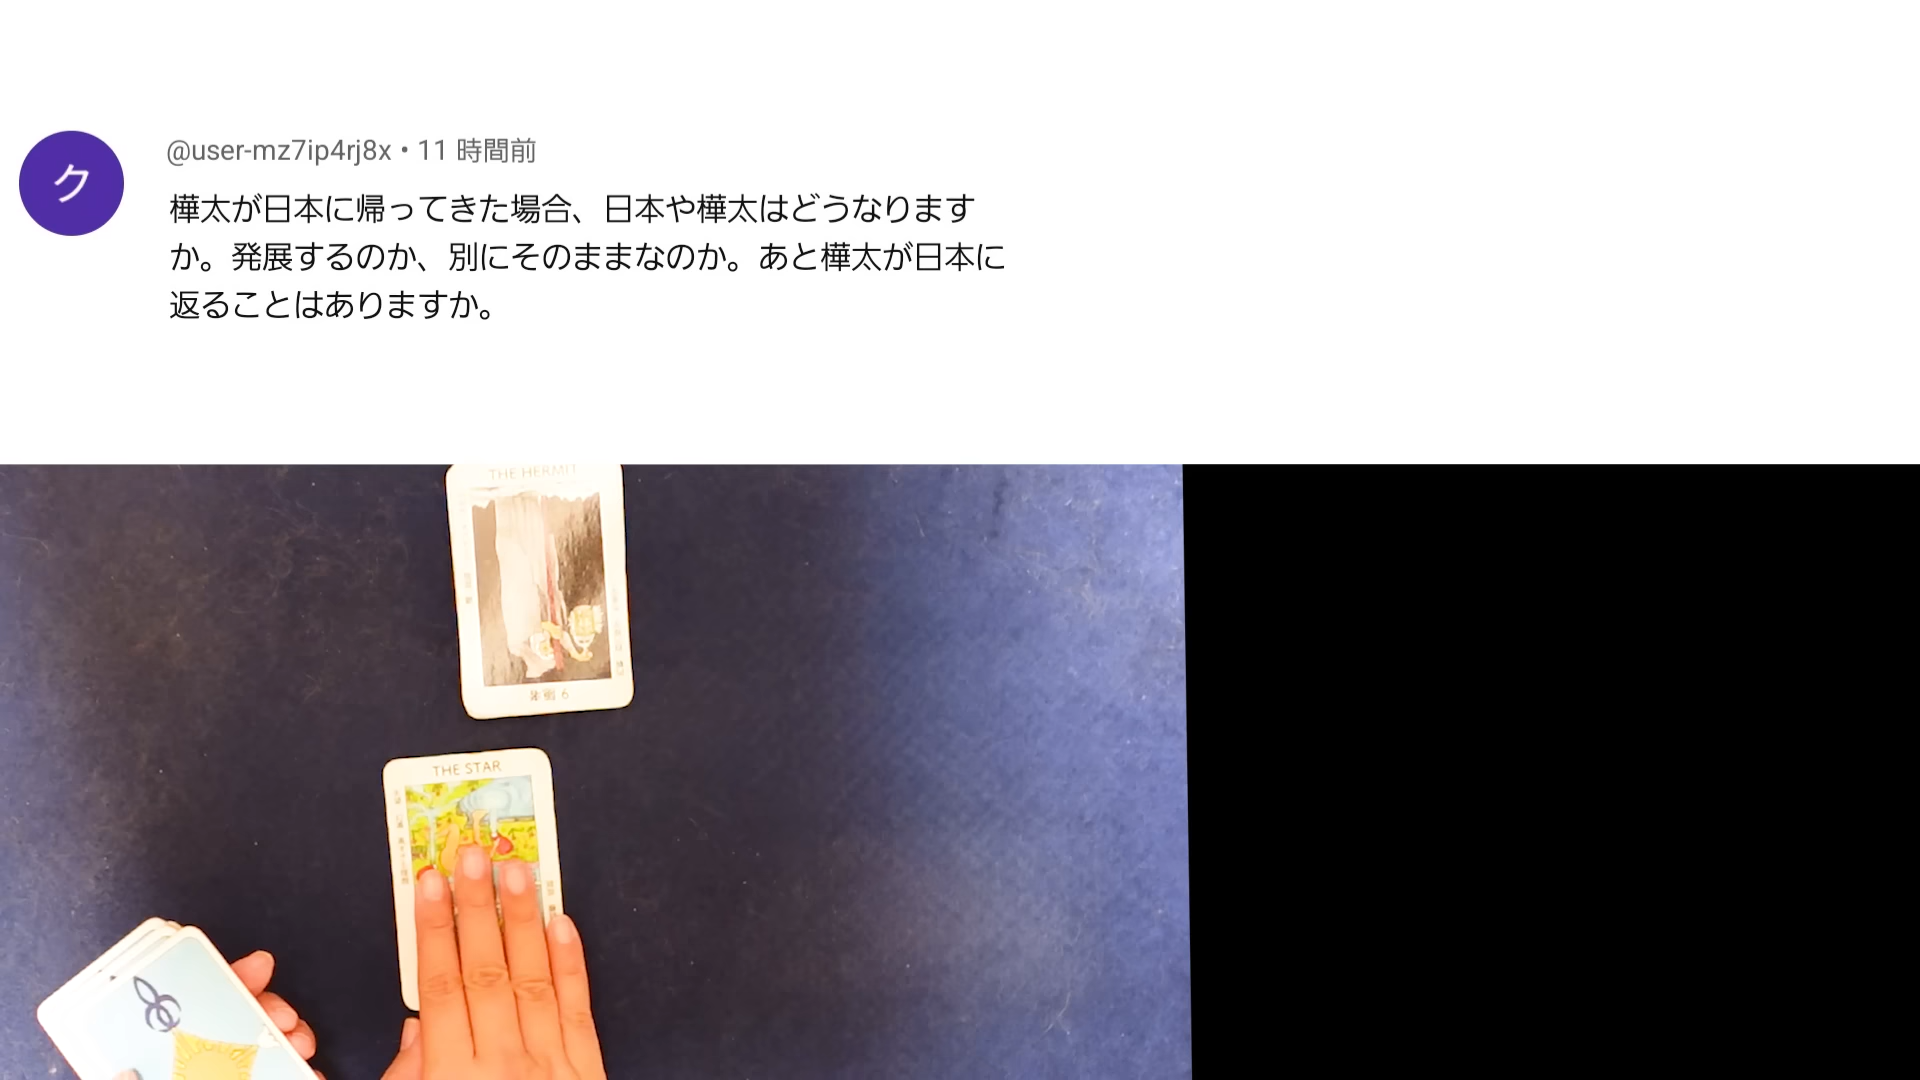 ク
@user-mz7ip4rj8x • 11 時間前
樺太が日本に帰ってきた場合、日本や樺太はどうなります
か。発展するのか、別にそのままなのか。あと樺太が日本に
返ることはありますか。
THE HERMIT
9
THE STAR